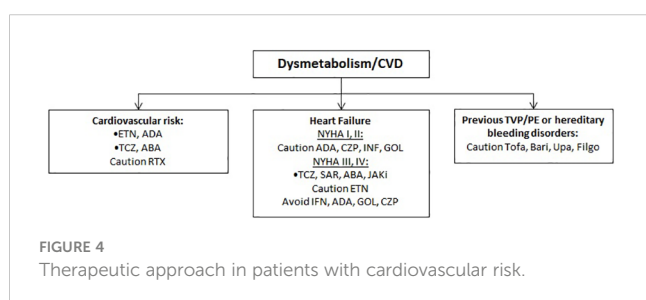 Dysmetabolism/CVD
Cardiovascular risk:
•ETN, ADA
•TCZ, ABA
Caution RTX
Heart Failure
NYHA I, II:
Caution ADA, CZP, INF, GOL
NYHA III, IV:
•TCZ, SAR, ABA, JAKi
Caution ETN
Avoid IFN, ADA, GOL, CZP
Previous TVP/PE or hereditary
bleeding disorders:
Caution Tofa, Bari, Upa, Filgo
FIGURE 4
Therapeutic approach in patients with cardiovascular risk.